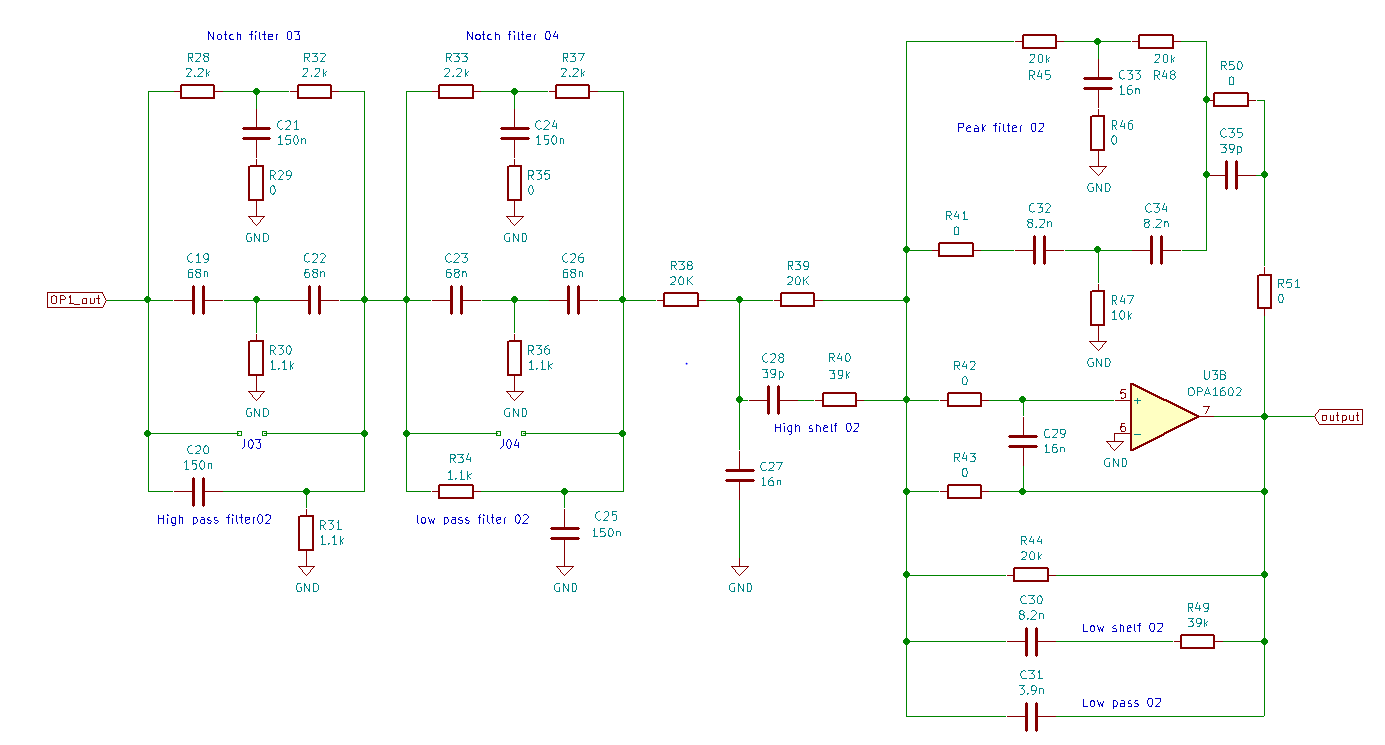 Notch filter 03
R28
2.2k
R32
2.2k
C21
150n
R29
0
GND
C19
68n
C22
68n
OP1_out
R30
1.1k
GND
J03
C20
150n
High pass filter02
R31
1.1k
GND
Notch filter 04
R33
2.2k
R37
2.2k
C24
150n
R35
0
GND
C23
68n
C26
68n
R36
1.1k
GND
J04
R34
1.1k
low pass filter 02
C25
150n
GND
R38
20K
R39
20K
C28
39p
R40
39k
High shelf 02
C27
16n
GND
20k
R45
20k
R48
C33
16n
R46
0
GND
Peak filter 02
R50
0
C35
39p
R41
0
C32
8.2n
C34
8.2n
R47
10k
GND
R51
0
R42
0
U3B
OPA1602
5
+
6
-
7
GND
output
C29
16n
R43
0
R44
20k
C30
8.2n
Low shelf 02
R49
39k
C31
3.9n
Low pass 02